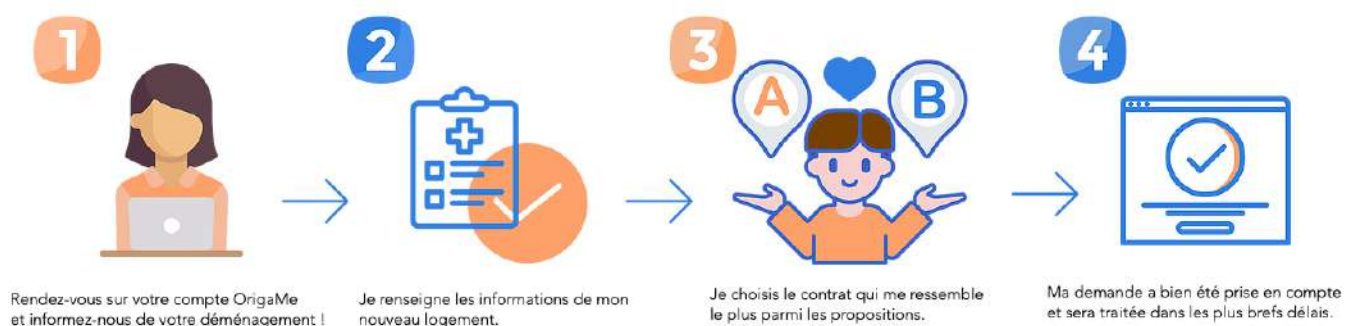 1
2
3
4
A
B
Rendez-vous sur votre compte OrigaMe
et informez-nous de votre déménagement !
Je renseigne les informations de mon
nouveau logement.
Je choisis le contrat qui me ressemble
le plus parmi les propositions.
Ma demande a bien été prise en compte
et sera traitée dans les plus brefs délais.